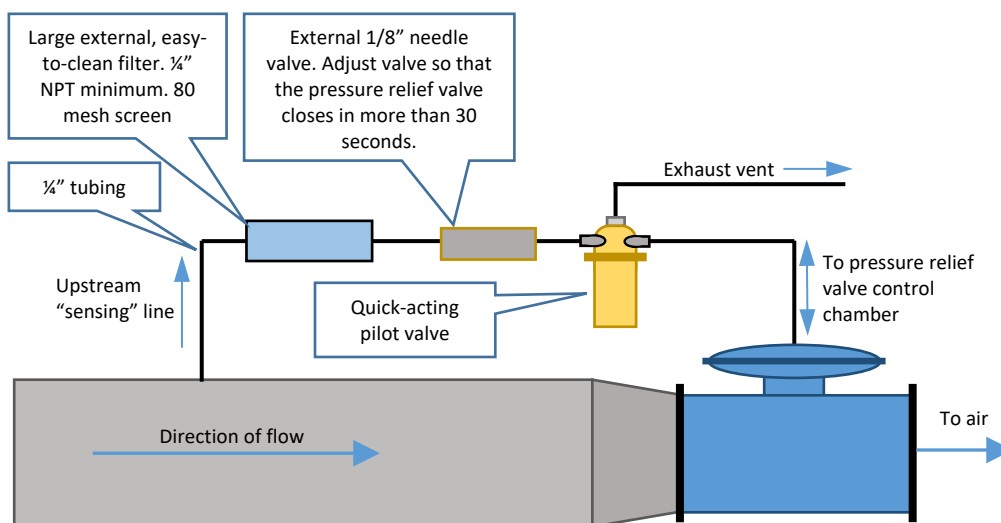 Large external, easy-
to-clean filter. ¼”
NPT minimum. 80
mesh screen
External 1/8” needle
valve. Adjust valve so that
the pressure relief valve
closes in more than 30
seconds.
Exhaust vent
¼” tubing
Upstream
“sensing” line
Quick-acting
pilot valve
To pressure relief
valve control
chamber
Direction of flow
To air